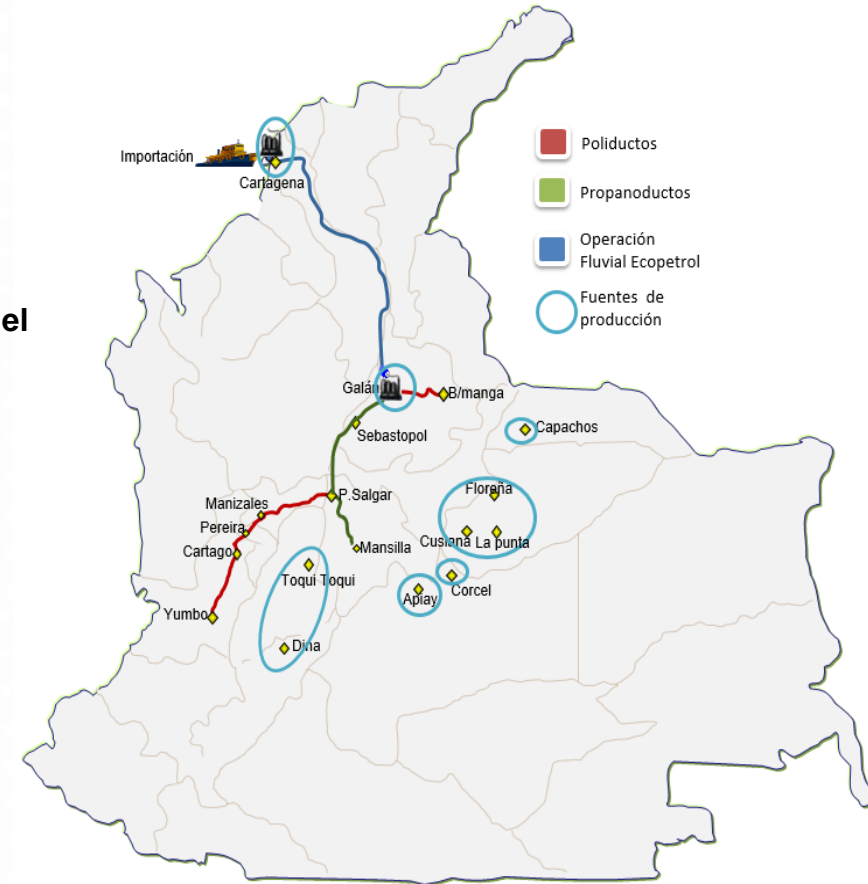 Importación
Cartagena
Poliductos
Propanoductos
Operación
Fluvial Ecopetrol
Fuentes de
producción
el
Galán
B/manga
Sebastopol
Capachos
P.Salgar
Floreña
Manizales
Pereira
Cartago
Mansilla
Cusiana
La punta
Toqui Toqui
Apiay
Corcel
Yumbo
Dina